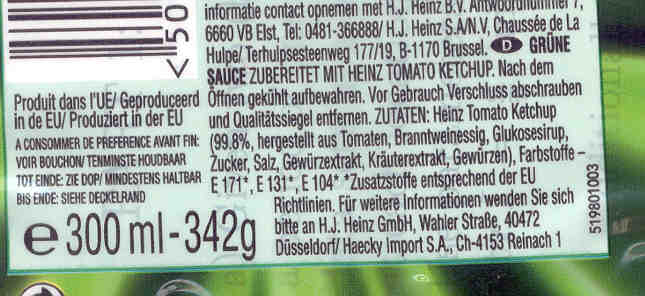 informatie contact opnemen met H.J. Heinz B.V. Antwoordnummer 7,
6660 VB Elst, Tel: 0481-366888/ H.J. Heinz S.A/N.V, Chaussée de La
Hulpe/ Terhulpsesteenweg 177/19, B-1170 Brussel. D GRÜNE
SAUCE ZUBEREITET MIT HEINZ TOMATO KETCHUP. Nach dem
Öffnen gekühlt aufbewahren. Vor Gebrauch Verschluss abschrauben
und Qualitätssiegel entfernen. ZUTATEN: Heinz Tomato Ketchup
(99.8%, hergestellt aus Tomaten, Branntweinessig, Glukosesirup,
Zucker, Salz, Gewürzextrakt, Kräuterextrakt, Gewürzen), Farbstoffe –
E 171*, E 131*, E 104* *Zusatzstoffe entsprechend der EU
Richtlinien. Für weitere Informationen wenden Sie sich
bitte an H.J. Heinz GmbH, Wahler Straße, 40472
Düsseldorf/ Haecky Import S.A., Ch-4153 Reinach 1
<50
Produit dans l'UE/ Geproduceerd
in de EU/ Produziert in der EU
A CONSOMMER DE PREFERENCE AVANT FIN:
VOIR BOUCHON/ TENMINSTE HOUDBAAR
TOT EINDE: ZIE DOP/ MINDESTENS HALTBAR
BIS ENDE: SIEHE DECKELRAND
e 300 ml - 342g
519801003